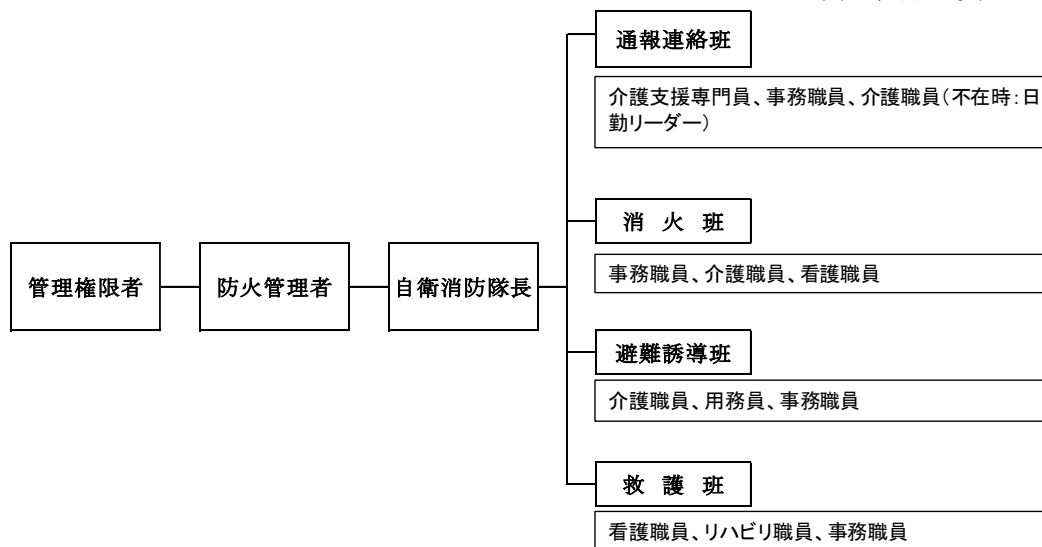 通報連絡班
介護支援専門員、事務職員、介護職員(不在時:日
勤リーダー)
消 火 班
事務職員、介護職員、看護職員
管理権限者
防火管理者
自衛消防隊長
避難誘導班
介護職員、用務員、事務職員
救 護 班
看護職員、リハビリ職員、事務職員